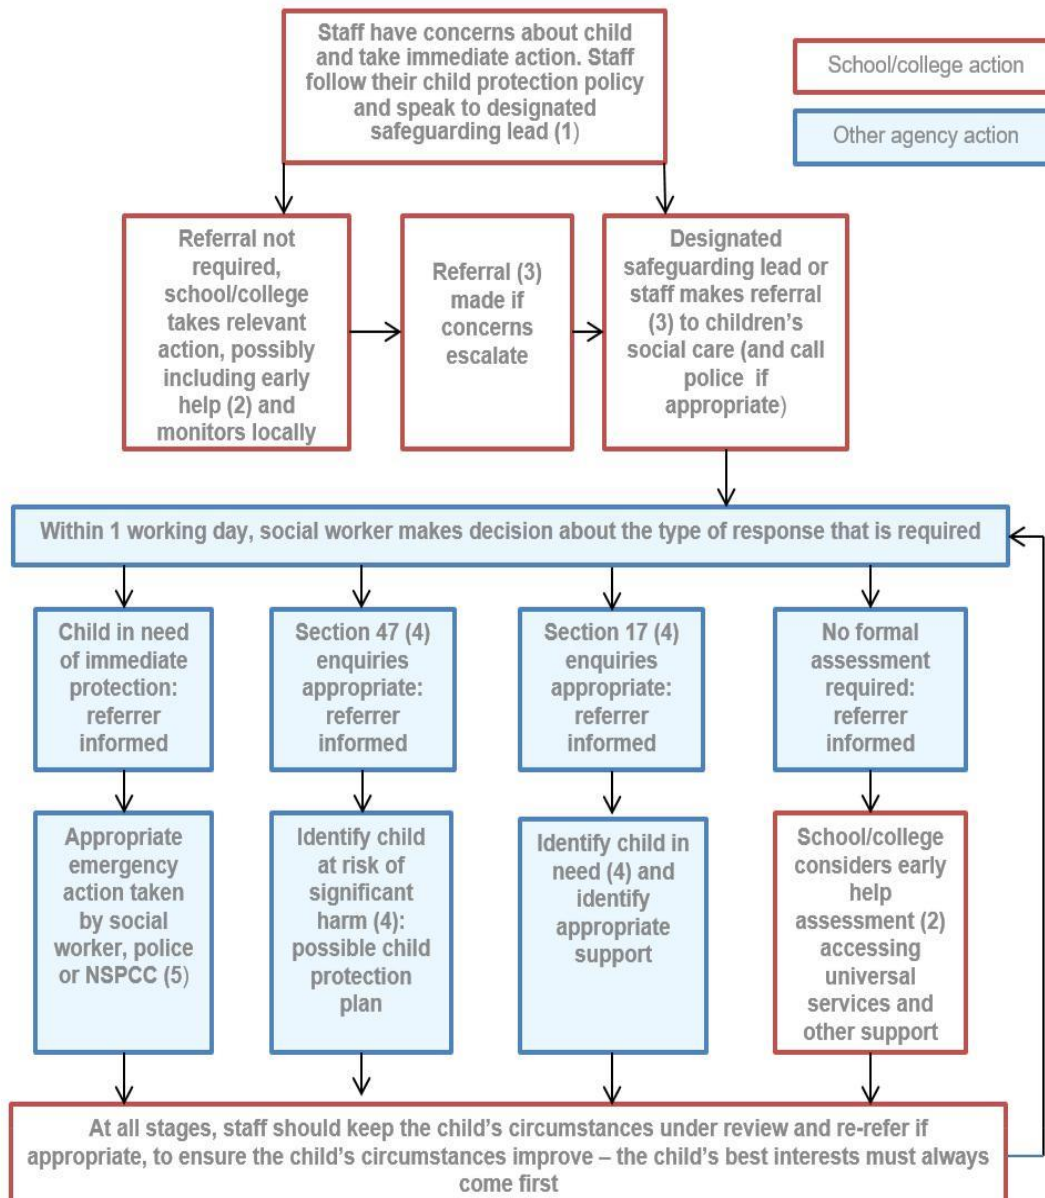 Staff have concerns about child
and take immediate action. Staff
follow their child protection policy
and speak to designated
safeguarding lead (1)
School/college action
Other agency action
Referral not
required,
school/college
takes relevant
action, possibly
including early
help (2) and
monitors locally
Referral (3)
made if
concerns
escalate
Designated
safeguarding lead or
staff makes referral
(3) to children’s
social care (and call
police if
appropriate)
Within 1 working day, social worker makes decision about the type of response that is required
Child in need
of immediate
protection:
referrer
informed
Section 47 (4)
enquiries
appropriate:
referrer
informed
Section 17 (4)
enquiries
appropriate:
referrer
informed
No formal
assessment
required:
referrer
informed
Appropriate
emergency
action taken
by social
worker, police
or NSPCC (5)
Identify child
at risk of
significant
harm (4):
possible child
protection
plan
Identify child in
need (4) and
identify
appropriate
support
School/college
considers early
help
assessment (2)
accessing
universal
services and
other support
At all stages, staff should keep the child’s circumstances under review and re-refer if
appropriate, to ensure the child’s circumstances improve – the child’s best interests must always
come first